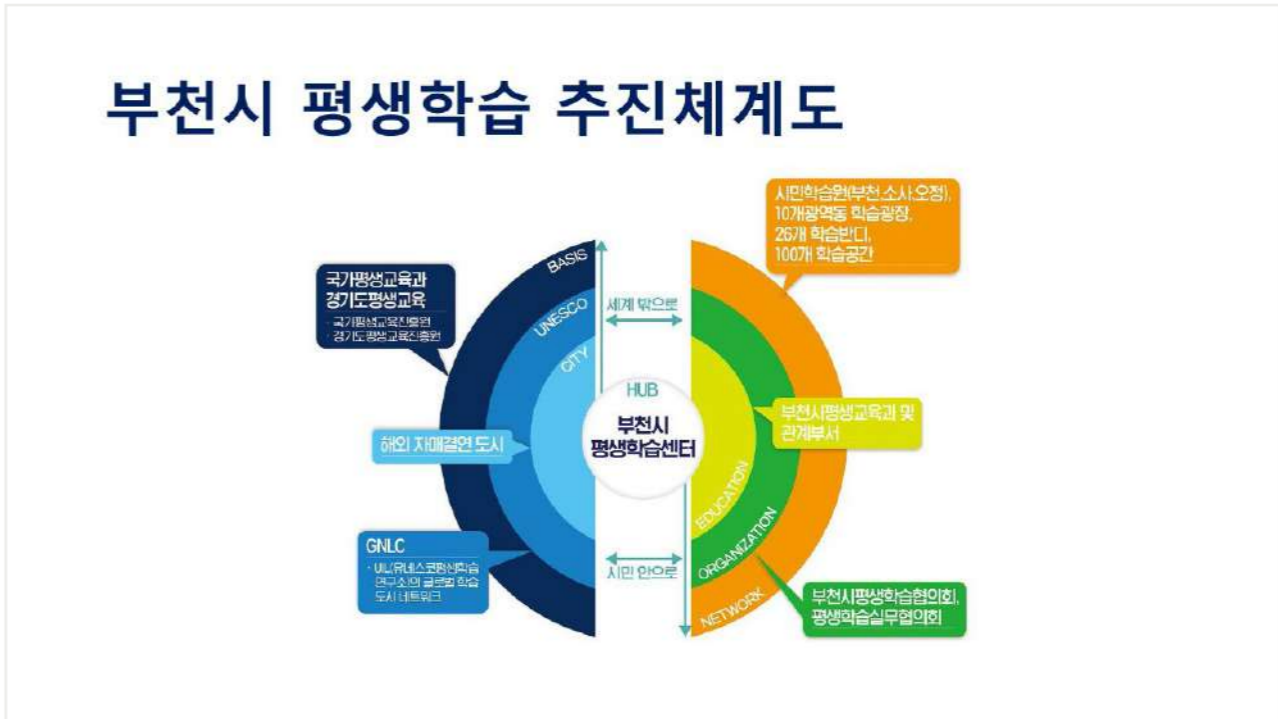 부천시 평생학습 추진체계도
시민학습원(부천,소사,오정),
10개광역동 학습광장,
26개 학습반디,
100개 학습공간
BASIS
국가평생교육과
경기도평생교육
- 국가평생교육진흥원
- 경기도평생교육진흥원
UNESCO
세계 밖으로
CITY
HUB
부천시
평생학습센터
부천시평생교육과 및
관계부서
해외 자매결연 도시
EDUCATION
GNLC
- UIL(유네스코평생학습
연구소)의 글로벌 학습
도시 네트워크
시민 안으로
ORGANIZATION
NETWORK
부천시평생학습협의회,
평생학습실무협의회